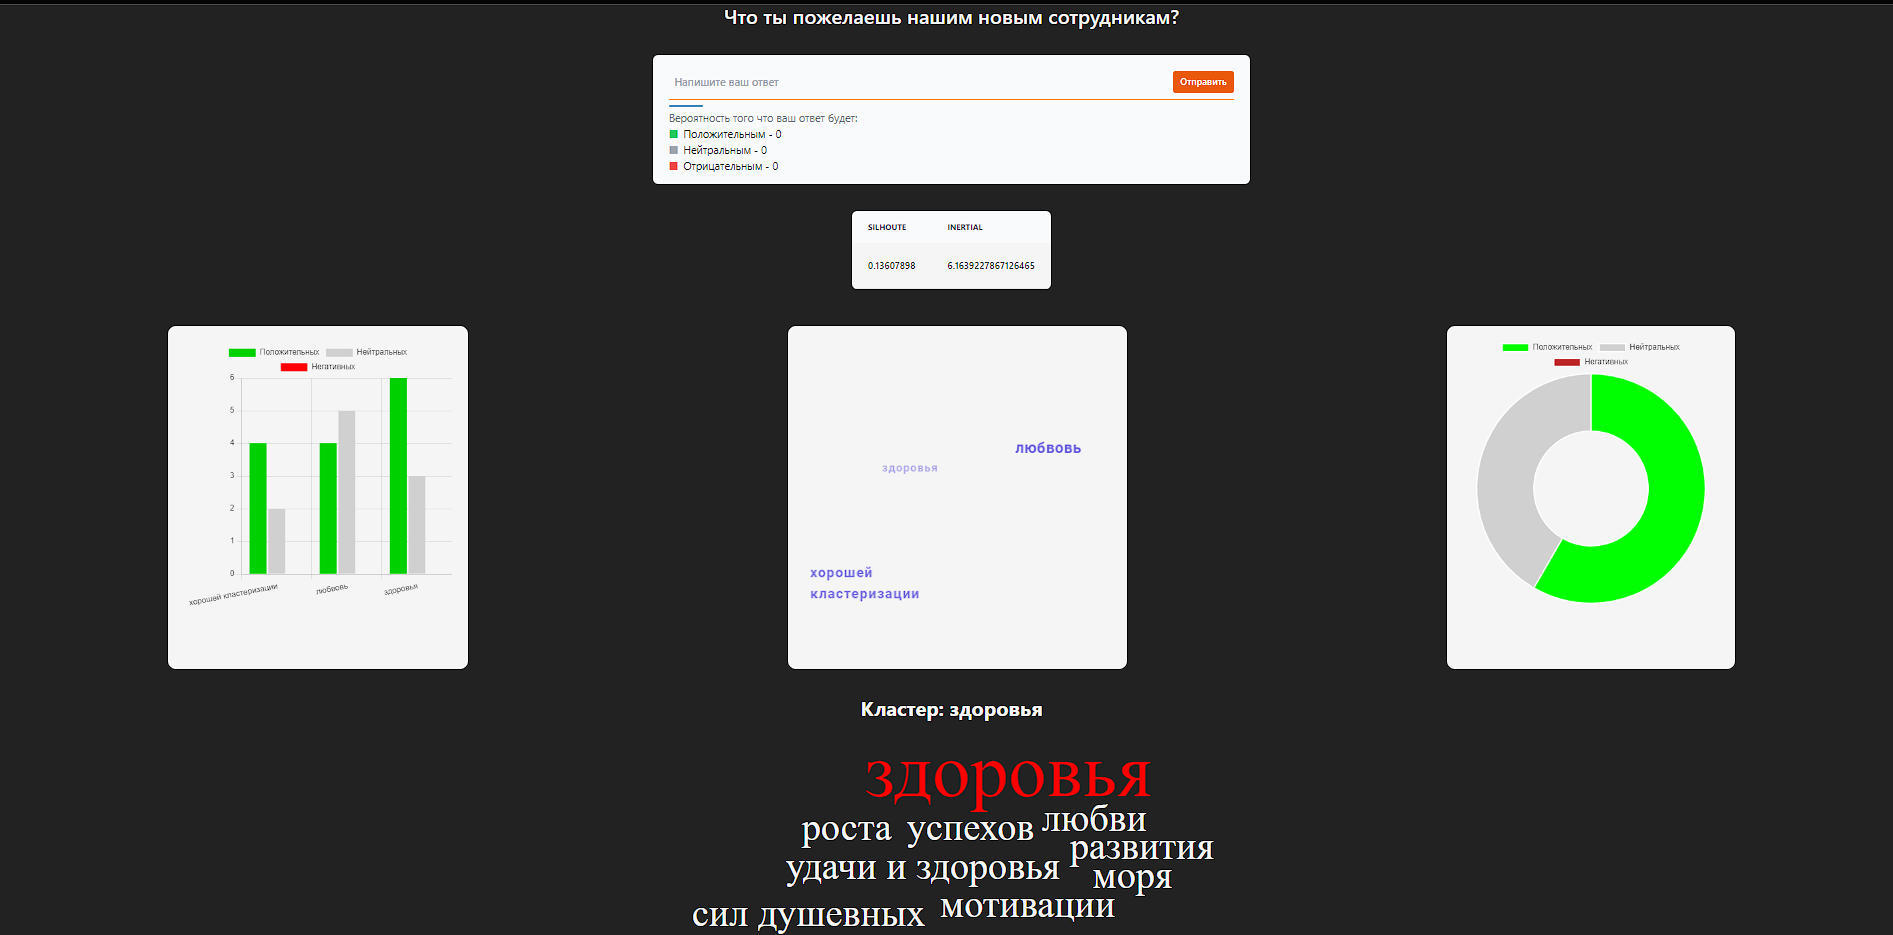 Что ты пожелаешь нашим новым сотрудникам?
Напишите ваш ответ
Отправить
Вероятность того что ваш ответ будет:
Положительным - 0
Нейтральным - 0
Отрицательным - 0
SILHOUTE INERTIAL
0.13607898 6.1639227867126465
Положительных Нейтральных
Негативных
6
5
4
3
2
1
0
хорошей кластеризации любвовь здоровья
любвовь
здоровья
хорошей
кластеризации
Положительных Нейтральных
Негативных
Кластер: здоровья
здоровья
роста успехов любви
развития
удачи и здоровья
моря
сил душевных мотивации